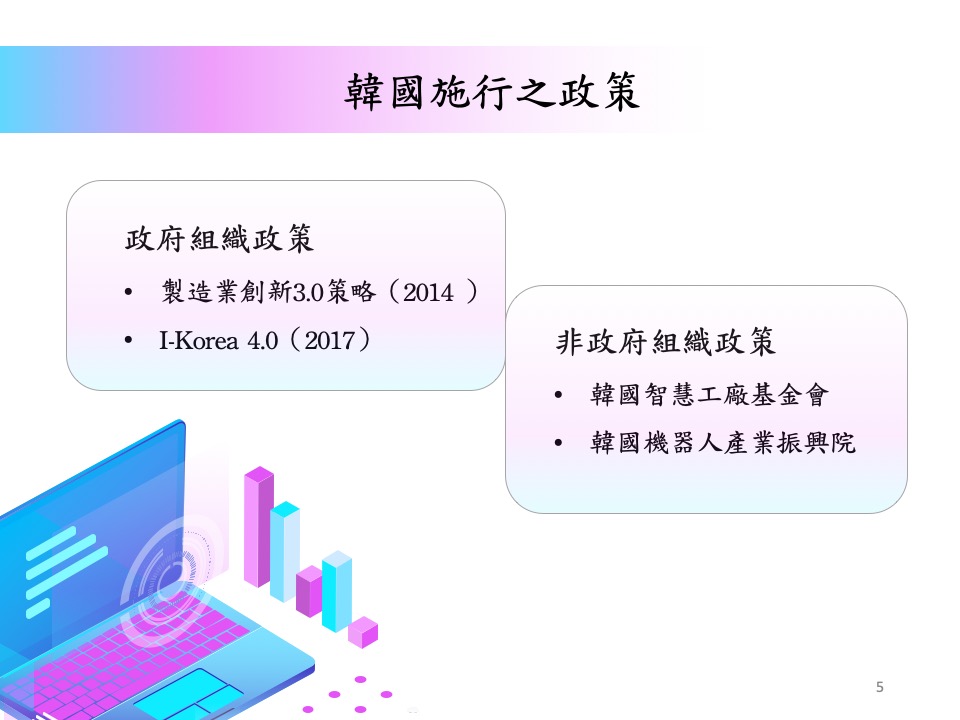 韓國施行之政策
政府組織政策
• 製造業創新3.0策略（2014 ）
• I-Korea 4.0（2017）
非政府組織政策
• 韓國智慧工廠基金會
• 韓國機器人產業振興院
5